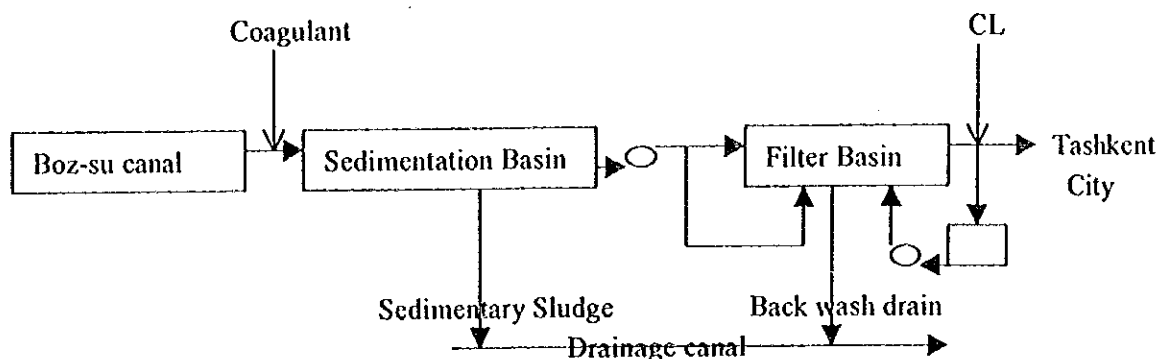 Coagulant
CL
Boz-su canal
Sedimentation Basin
Filter Basin
Tashkent
City
Sedimentary Sludge
Back wash drain
Drainage canal